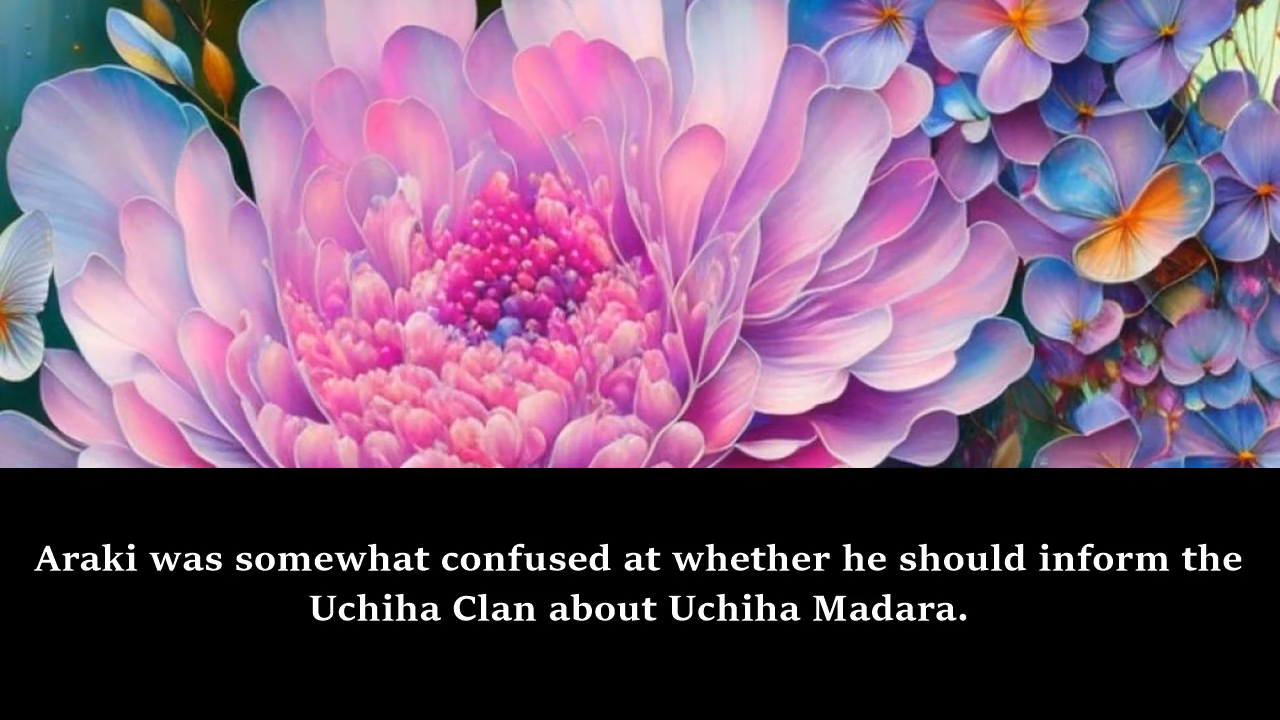 Araki was somewhat confused at whether he should inform the
Uchiha Clan about Uchiha Madara.